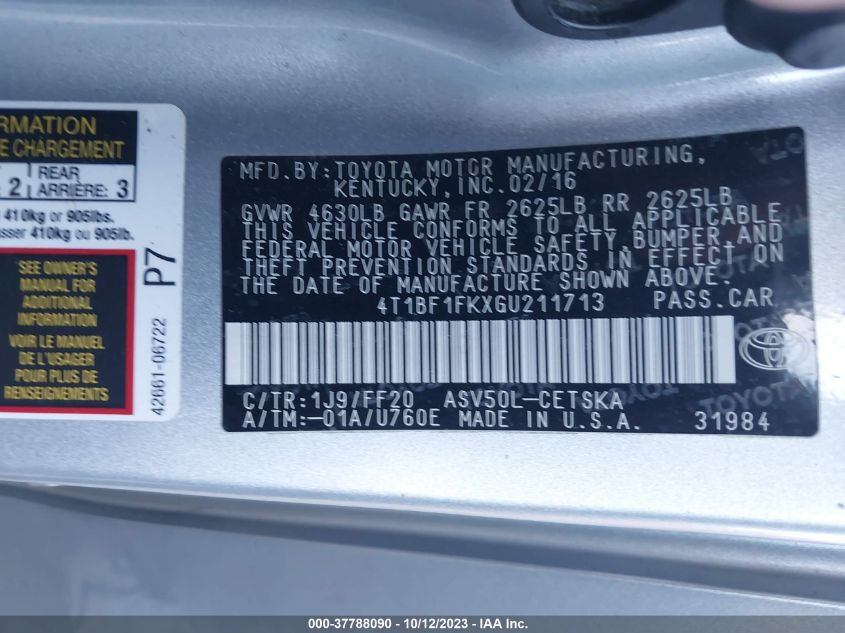 RMATION
E CHARGEMENT
2
REAR
ARRIÈRE: 3
410kg or 905lbs.
sser 410kg ou 905lb.
SEE OWNER'S
MANUAL FOR
ADDITIONAL
INFORMATION
VOIR LE MANUEL
DE L'USAGER
POUR PLUS DE
RENSEIGNEMENTS
P7
42661-06722
MFD.BY:TOYOTA MOTOR MANUFACTURING,
KENTUCKY,INC.02/16
GVWR 4630LB GAWR FR 2625LB RR 2625LB
THIS VEHICLE CONFORMS TO ALL APPLICABLE
FEDERAL MOTOR VEHICLE SAFETY,BUMPER,AND
THEFT PREVENTION STANDARDS IN EFFECT ON
THE DATE OF MANUFACTURE SHOWN ABOVE.
4T1BF1FKXGU211713 PASS.CAR
C/TR:1J9/FF20 ASV50L-CETSKA
A/TM:-01A/U760E MADE IN U.S.A. 31984
000-37788090 - 10/12/2023 - IAA Inc.